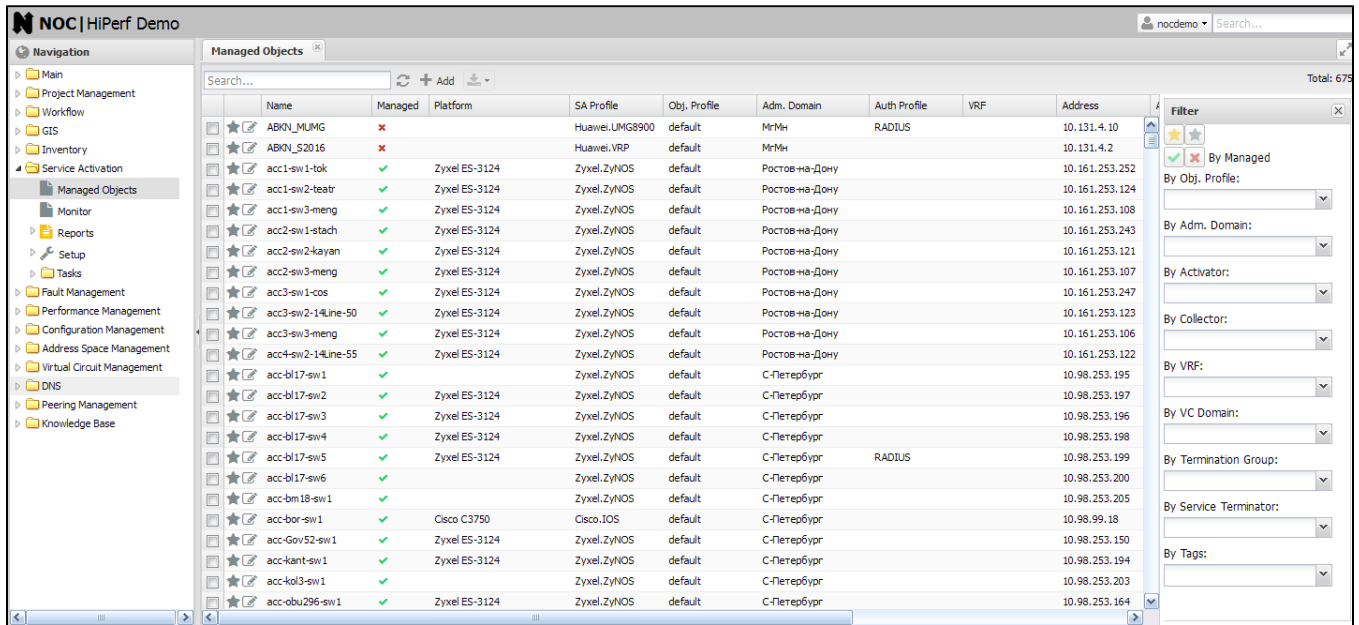 NOC | HiPerf Demo
nocdemo
Search...
Navigation
Main
Project Management
Workflow
GIS
Inventory
Service Activation
Managed Objects
Monitor
Reports
Setup
Tasks
Fault Management
Performance Management
Configuration Management
Address Space Management
Virtual Circuit Management
DNS
Peering Management
Knowledge Base
Managed Objects
Search...
Add
Total: 675
Name Managed Platform SA Profile Obj. Profile Adm. Domain Auth Profile VRF Address
ABKN_MUMG Huawei.UMG8900 default МгМн RADIUS 10.131.4.10
ABKN_S2016 Huawei.VRP default МгМн 10.131.4.2
acc1-sw1-tok Zyxel ES-3124 Zyxel.ZyNOS default Ростов-на-Дону 10.161.253.252
acc1-sw2-teatr Zyxel ES-3124 Zyxel.ZyNOS default Ростов-на-Дону 10.161.253.124
acc1-sw3-meng Zyxel ES-3124 Zyxel.ZyNOS default Ростов-на-Дону 10.161.253.108
acc2-sw1-stach Zyxel ES-3124 Zyxel.ZyNOS default Ростов-на-Дону 10.161.253.243
acc2-sw2-kayan Zyxel ES-3124 Zyxel.ZyNOS default Ростов-на-Дону 10.161.253.121
acc2-sw3-meng Zyxel ES-3124 Zyxel.ZyNOS default Ростов-на-Дону 10.161.253.107
acc3-sw1-cos Zyxel ES-3124 Zyxel.ZyNOS default Ростов-на-Дону 10.161.253.247
acc3-sw2-14Line-50 Zyxel ES-3124 Zyxel.ZyNOS default Ростов-на-Дону 10.161.253.123
acc3-sw3-meng Zyxel ES-3124 Zyxel.ZyNOS default Ростов-на-Дону 10.161.253.106
acc4-sw2-14Line-55 Zyxel ES-3124 Zyxel.ZyNOS default Ростов-на-Дону 10.161.253.122
acc-bl17-sw1 Zyxel.ZyNOS default С-Петербург 10.98.253.195
acc-bl17-sw2 Zyxel ES-3124 Zyxel.ZyNOS default С-Петербург 10.98.253.197
acc-bl17-sw3 Zyxel ES-3124 Zyxel.ZyNOS default С-Петербург 10.98.253.196
acc-bl17-sw4 Zyxel ES-3124 Zyxel.ZyNOS default С-Петербург 10.98.253.198
acc-bl17-sw5 Zyxel ES-3124 Zyxel.ZyNOS default С-Петербург RADIUS 10.98.253.199
acc-bl17-sw6 Zyxel.ZyNOS default С-Петербург 10.98.253.200
acc-bm18-sw1 Zyxel.ZyNOS default С-Петербург 10.98.253.205
acc-bor-sw1 Cisco C3750 Cisco.IOS default С-Петербург 10.98.99.18
acc-Gov52-sw1 Zyxel ES-3124 Zyxel.ZyNOS default С-Петербург 10.98.253.150
acc-kant-sw1 Zyxel ES-3124 Zyxel.ZyNOS default С-Петербург 10.98.253.194
acc-kol3-sw1 Zyxel.ZyNOS default С-Петербург 10.98.253.203
acc-obu296-sw1 Zyxel ES-3124 Zyxel.ZyNOS default С-Петербург 10.98.253.164
Filter
By Managed
By Obj. Profile:
By Adm. Domain:
By Activator:
By Collector:
By VRF:
By VC Domain:
By Termination Group:
By Service Terminator:
By Tags: